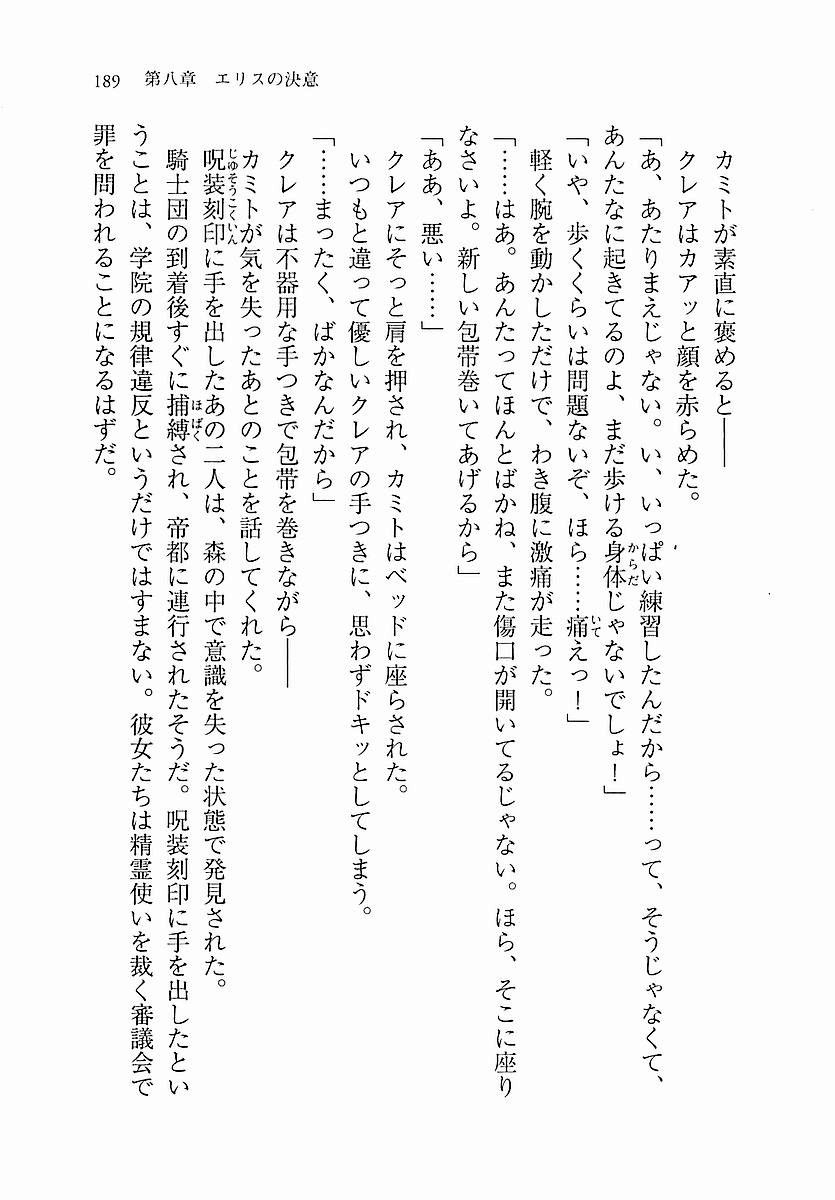 189 第八章 エリスの決意
カミトが素直に褒めると――
クレアはカアッと顔を赤らめた。
「あ、あたりまえじゃない。い、いっぱい練習したんだから……って、そうじゃなくて、
あんたなに起きてるのよ、まだ歩ける身体じゃないでしょ！」
「いや、歩くくらいは問題ないぞ、ほら……痛えっ！」
軽く腕を動かしただけで、わき腹に激痛が走った。
「……はあ。あんたってほんとばかね、また傷口が開いてるじゃない。ほら、そこに座り
なさいよ。新しい包帯巻いてあげるから」
「ああ、悪い……」
クレアにそっと肩を押され、カミトはベッドに座らされた。
いつもと違って優しいクレアの手つきに、思わずドキッとしてしまう。
「……まったく、ばかなんだから」
クレアは不器用な手つきで包帯を巻きながら――
カミトが気を失ったあとのことを話してくれた。
呪装刻印に手を出したあの二人は、森の中で意識を失った状態で発見された。
騎士団の到着後すぐに捕縛され、帝都に連行されたそうだ。呪装刻印に手を出したとい
うことは、学院の規律違反というだけではすまない。彼女たちは精霊使いを裁く審議会で
罪を問われることになるはずだ。